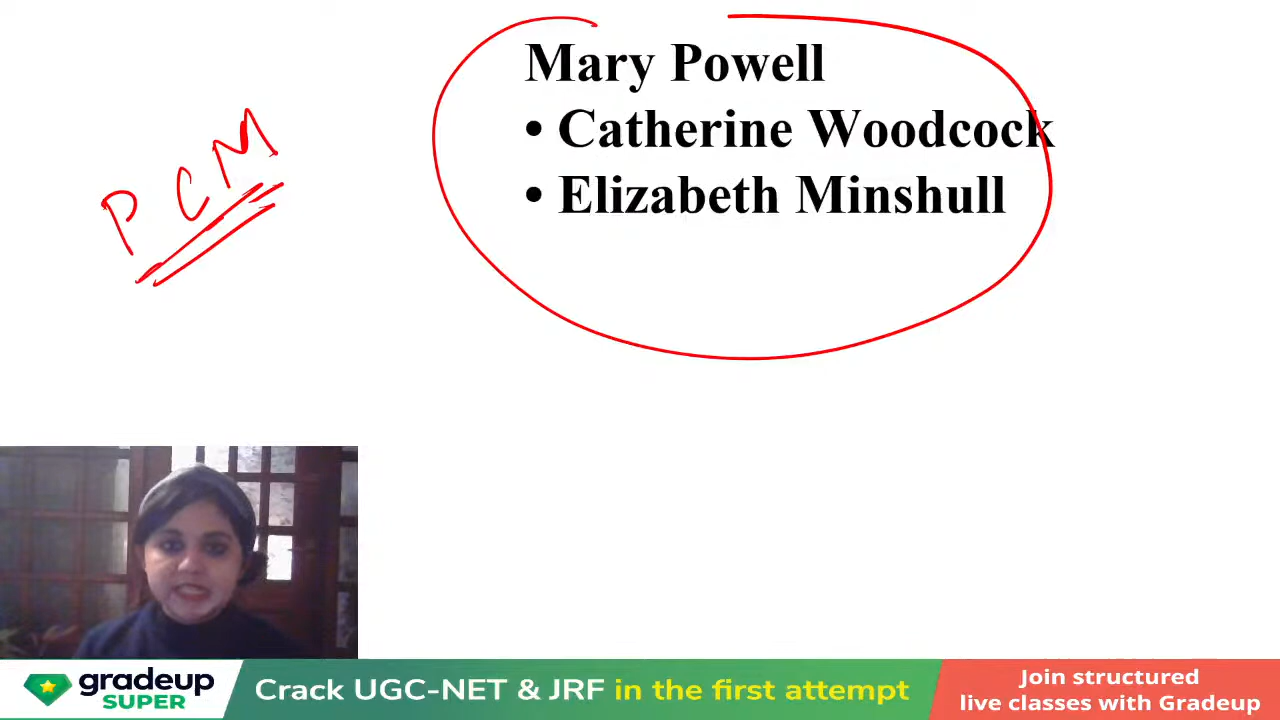 Mary Powell
• Catherine Woodcock
• Elizabeth Minshull
P C M
gradeup
SUPER
Crack UGC-NET & JRF in the first attempt
Join structured
live classes with Gradeup